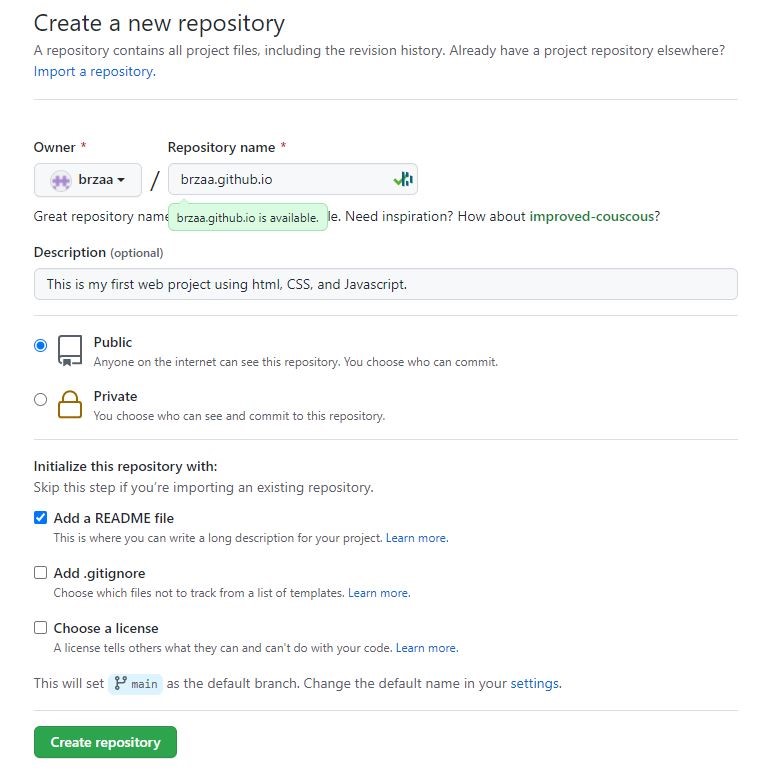 Create a new repository
A repository contains all project files, including the revision history. Already have a project repository elsewhere?
Import a repository.
Owner * Repository name *
brzaa / brzaa.github.io
Great repository name le. Need inspiration? How about improved-couscous?
brzaa.github.io is available.
Description (optional)
This is my first web project using html, CSS, and Javascript.
Public
Anyone on the internet can see this repository. You choose who can commit.
Private
You choose who can see and commit to this repository.
Initialize this repository with:
Skip this step if you're importing an existing repository.
Add a README file
This is where you can write a long description for your project. Learn more.
Add .gitignore
Choose which files not to track from a list of templates. Learn more.
Choose a license
A license tells others what they can and can't do with your code. Learn more.
This will set main as the default branch. Change the default name in your settings.
Create repository